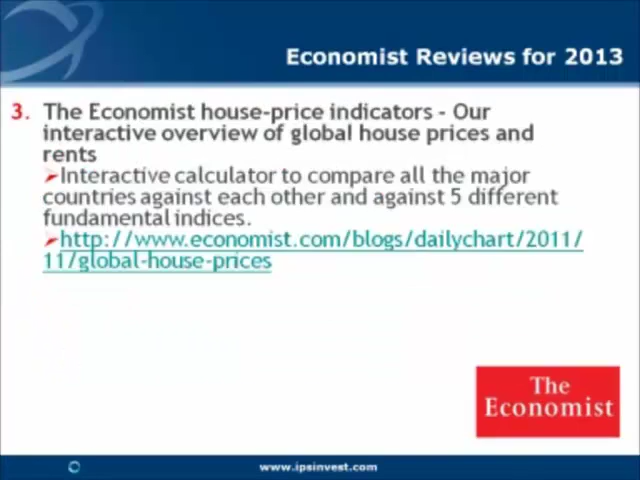 Economist Reviews for 2013
3. The Economist house-price indicators - Our
interactive overview of global house prices and
rents
Interactive calculator to compare all the major
countries against each other and against 5 different
fundamental indices.
http://www.economist.com/blogs/dailychart/2011/
11/global-house-prices
The
Economist
www.ipsinvest.com